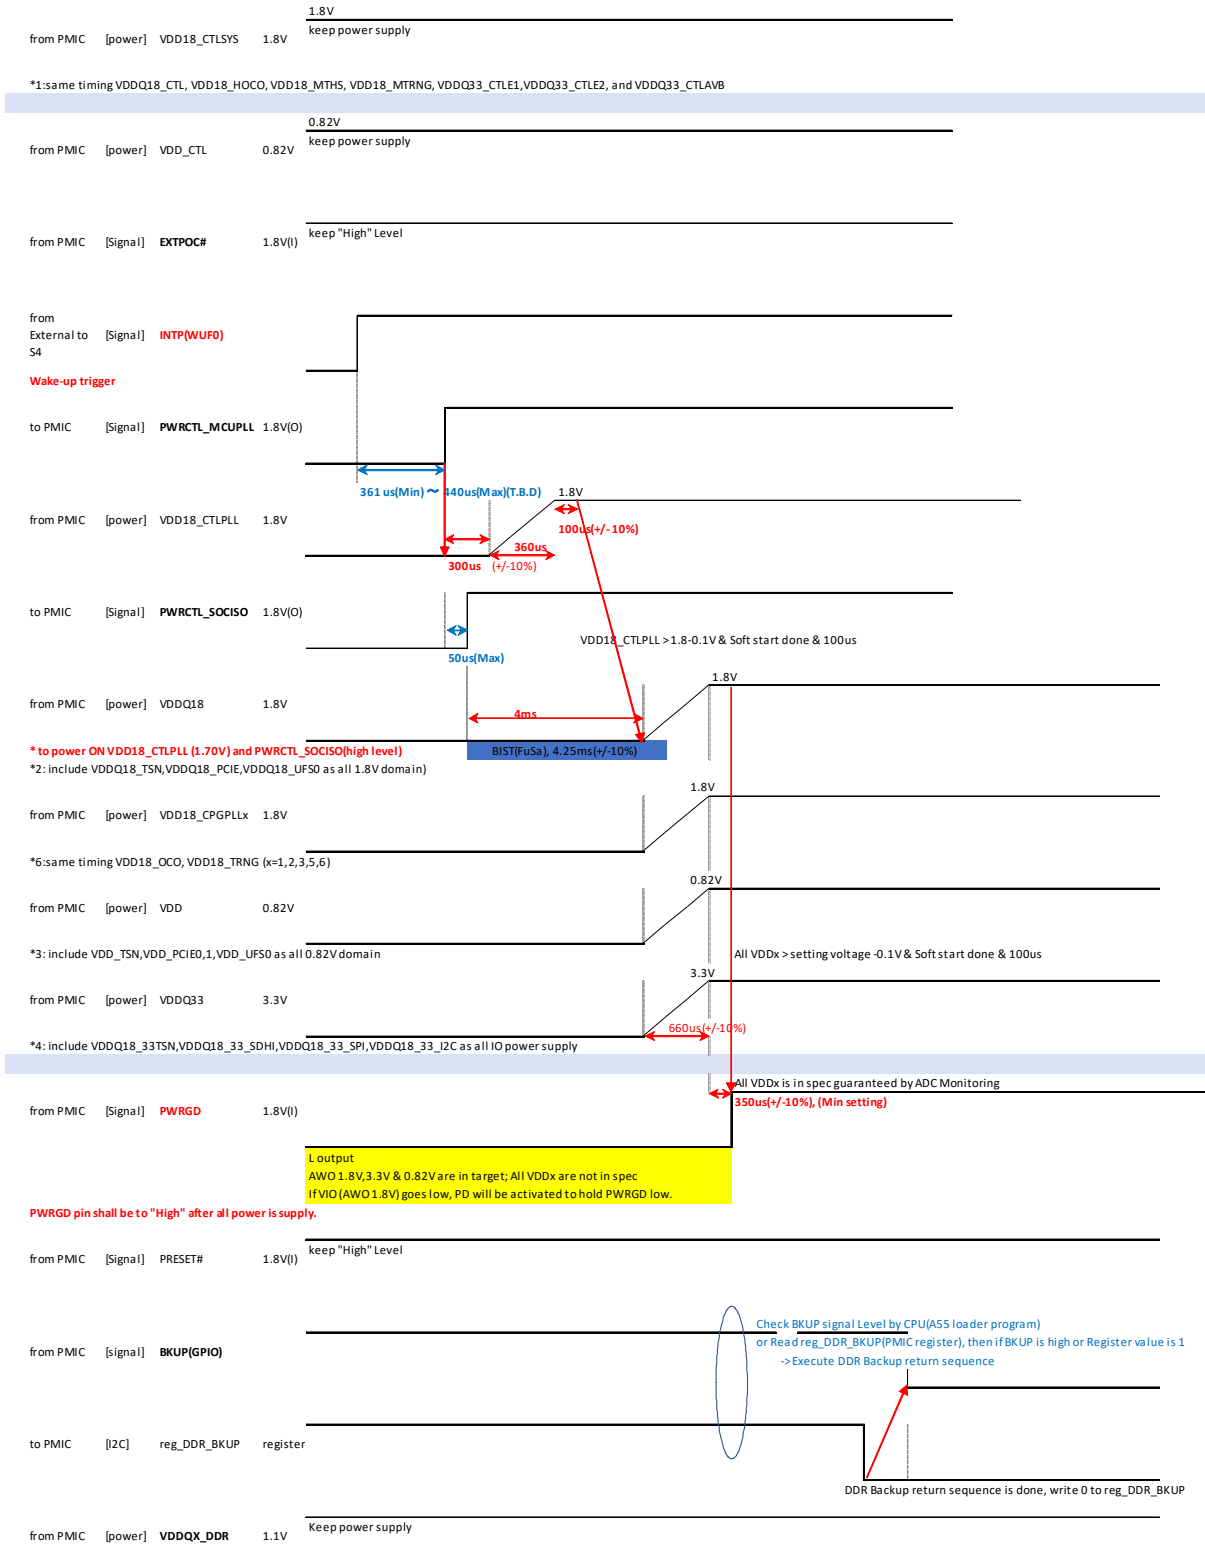 1.8V
keep power supply
from PMIC [power] VDD18_CTLSYS 1.8V
*1:same timing VDDQ18_CTL, VDD18_HOCO, VDD18_MTHS, VDD18_MTRNG, VDDQ33_CTLE1,VDDQ33_CTLE2, and VDDQ33_CTLAVB
0.82V
keep power supply
from PMIC [power] VDD_CTL 0.82V
keep "High" Level
from PMIC [Signal] EXTPOC# 1.8V(I)
from
External to [Signal] INTP(WUF0)
S4
Wake-up trigger
to PMIC [Signal] PWRCTL_MCUPLL 1.8V(O)
361 us(Min) ～ 440us(Max)(T.B.D)
1.8V
from PMIC [power] VDD18_CTLPLL 1.8V
100us(+/-10%)
360us
300us (+/-10%)
to PMIC [Signal] PWRCTL_SOCISO 1.8V(O)
VDD18_CTLPLL >1.8-0.1V & Soft start done & 100us
50us(Max)
1.8V
from PMIC [power] VDDQ18 1.8V
4ms
* to power ON VDD18_CTLPLL (1.70V) and PWRCTL_SOCISO(high level)
BIST(FuSa), 4.25ms(+/-10%)
*2: include VDDQ18_TSN,VDDQ18_PCIE,VDDQ18_UFS0 as all 1.8V domain)
1.8V
from PMIC [power] VDD18_CPGPLLx 1.8V
*6:same timing VDD18_OCO, VDD18_TRNG (x=1,2,3,5,6)
0.82V
from PMIC [power] VDD 0.82V
*3: include VDD_TSN,VDD_PCIE0,1,VDD_UFS0 as all 0.82V domain
All VDDx > setting voltage -0.1V & Soft start done & 100us
3.3V
from PMIC [power] VDDQ33 3.3V
660us(+/-10%)
*4: include VDDQ18_33TSN,VDDQ18_33_SDHI,VDDQ18_33_SPI,VDDQ18_33_I2C as all IO power supply
All VDDx is in spec guaranteed by ADC Monitoring
350us(+/-10%), (Min setting)
from PMIC [Signal] PWRGD 1.8V(I)
L output
AWO 1.8V,3.3V & 0.82V are in target; All VDDx are not in spec
If VIO (AWO 1.8V) goes low, PD will be activated to hold PWRGD low.
PWRGD pin shall be to "High" after all power is supply.
keep "High" Level
from PMIC [Signal] PRESET# 1.8V(I)
Check BKUP signal Level by CPU(A55 loader program)
or Read reg_DDR_BKUP(PMIC register), then if BKUP is high or Register value is 1
->Execute DDR Backup return sequence
from PMIC [signal] BKUP(GPIO)
to PMIC [I2C] reg_DDR_BKUP register
DDR Backup return sequence is done, write 0 to reg_DDR_BKUP
Keep power supply
from PMIC [power] VDDQX_DDR 1.1V